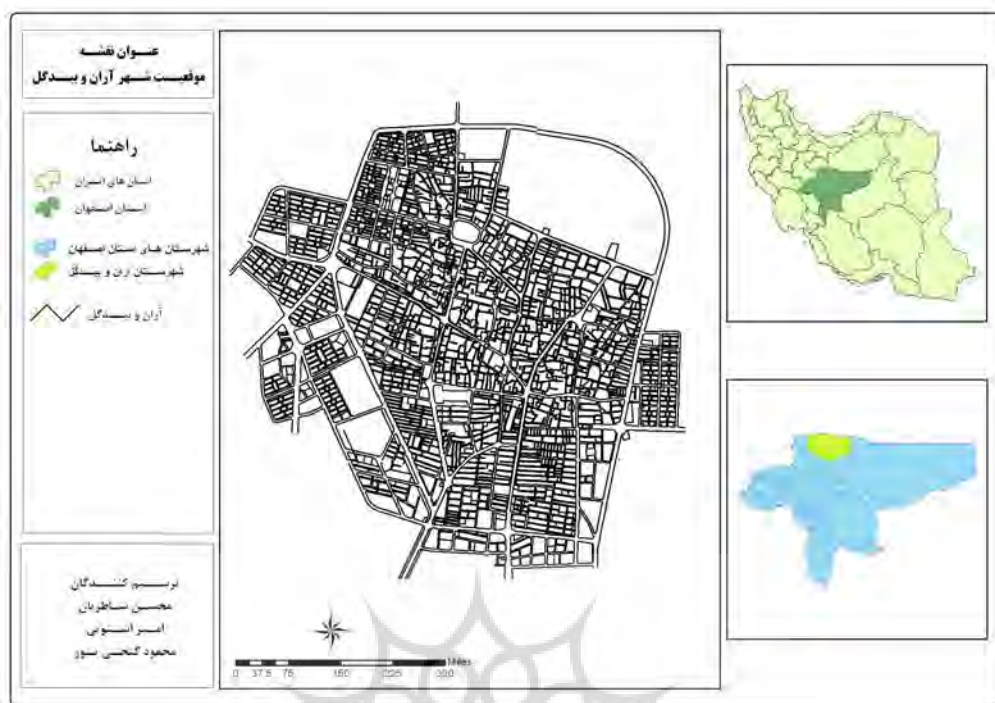 عنوان نقشه
موقعیت شهر آران و بیدگل
راهنما
استان های ایران
استان اصفهان
شهرستان های استان اصفهان
شهرستان آران و بیدگل
آران و بیدگل
ترسیم کنندگان
محسن شاطریان
امیر اشنویی
محمود گنجی پور
Miles
0 37.5 75 150 225 300